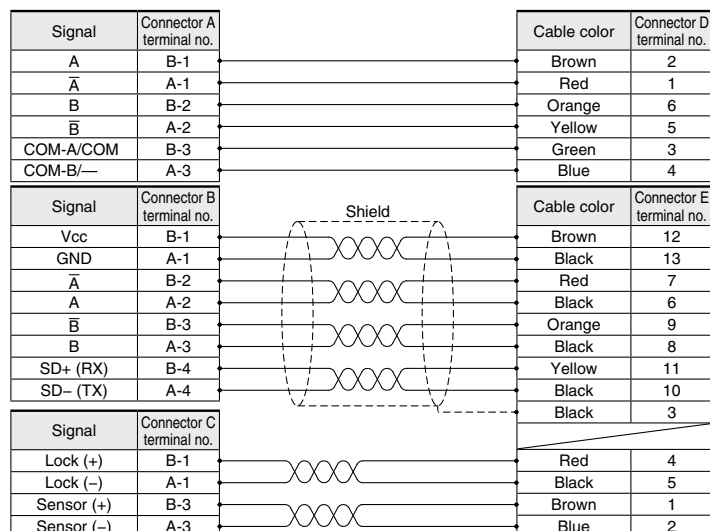 Signal Connector A terminal no. Cable color Connector D terminal no.
A B-1 Brown 2
A̅ A-1 Red 1
B B-2 Orange 6
B̅ A-2 Yellow 5
COM-A/COM B-3 Green 3
COM-B/— A-3 Blue 4
Signal Connector B terminal no. Shield Cable color Connector E terminal no.
Vcc B-1 Brown 12
GND A-1 Black 13
A̅ B-2 Red 7
A A-2 Black 6
B̅ B-3 Orange 9
B A-3 Black 8
SD+ (RX) B-4 Yellow 11
SD− (TX) A-4 Black 10
Black 3
Signal Connector C terminal no.
Lock (+) B-1 Red 4
Lock (−) A-1 Black 5
Sensor (+) B-3 Brown 1
Sensor (−) A-3 Blue 2